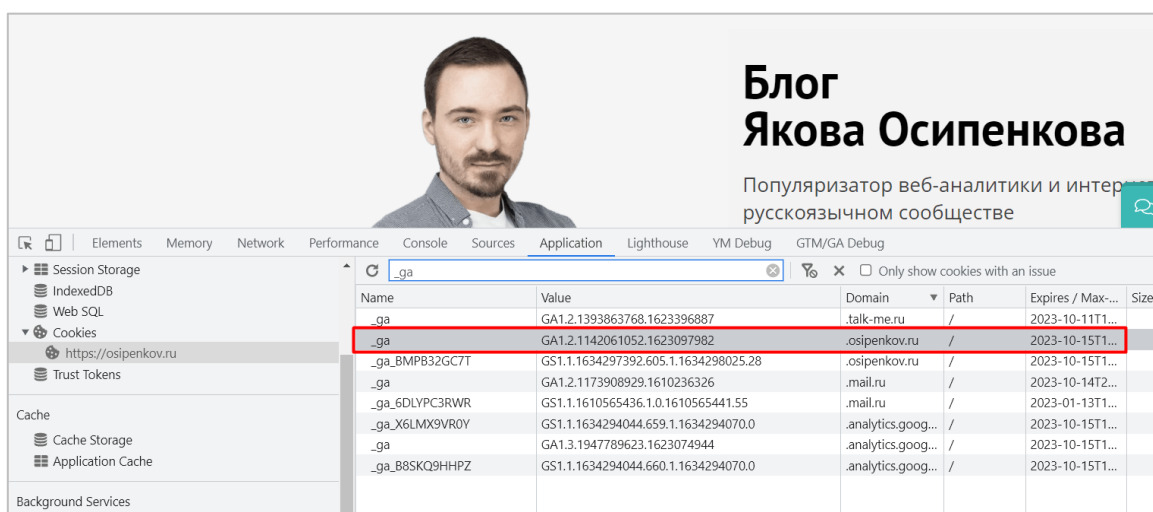 Блог
Якова Осипенкова
Популяризатор веб-аналитики и интер
русскоязычном сообществе
Elements Memory Network Performance Console Sources Application Lighthouse YM Debug GTM/GA Debug
Session Storage
IndexedDB
Web SQL
Cookies
https://osipenkov.ru
Trust Tokens
Cache
Cache Storage
Application Cache
Background Services
_ga Only show cookies with an issue
Name Value Domain Path Expires / Max-... Size
_ga GA1.2.1393863768.1623396887 .talk-me.ru / 2023-10-11T1...
_ga GA1.2.1142061052.1623097982 .osipenkov.ru / 2023-10-15T1...
_ga_BMPB32GC7T GS1.1.1634297392.605.1.1634298025.28 .osipenkov.ru / 2023-10-15T1...
_ga GA1.2.1173908929.1610236326 .mail.ru / 2023-10-14T2...
_ga_6DLYPC3RWR GS1.1.1610565436.1.0.1610565441.55 .mail.ru / 2023-01-13T1...
_ga_X6LMX9VR0Y GS1.1.1634294044.659.1.1634294070.0 .analytics.goog... / 2023-10-15T1...
_ga GA1.3.1947789623.1623074944 .analytics.goog... / 2023-10-15T1...
_ga_B8SKQ9HHPZ GS1.1.1634294044.660.1.1634294070.0 .analytics.goog... / 2023-10-15T1...